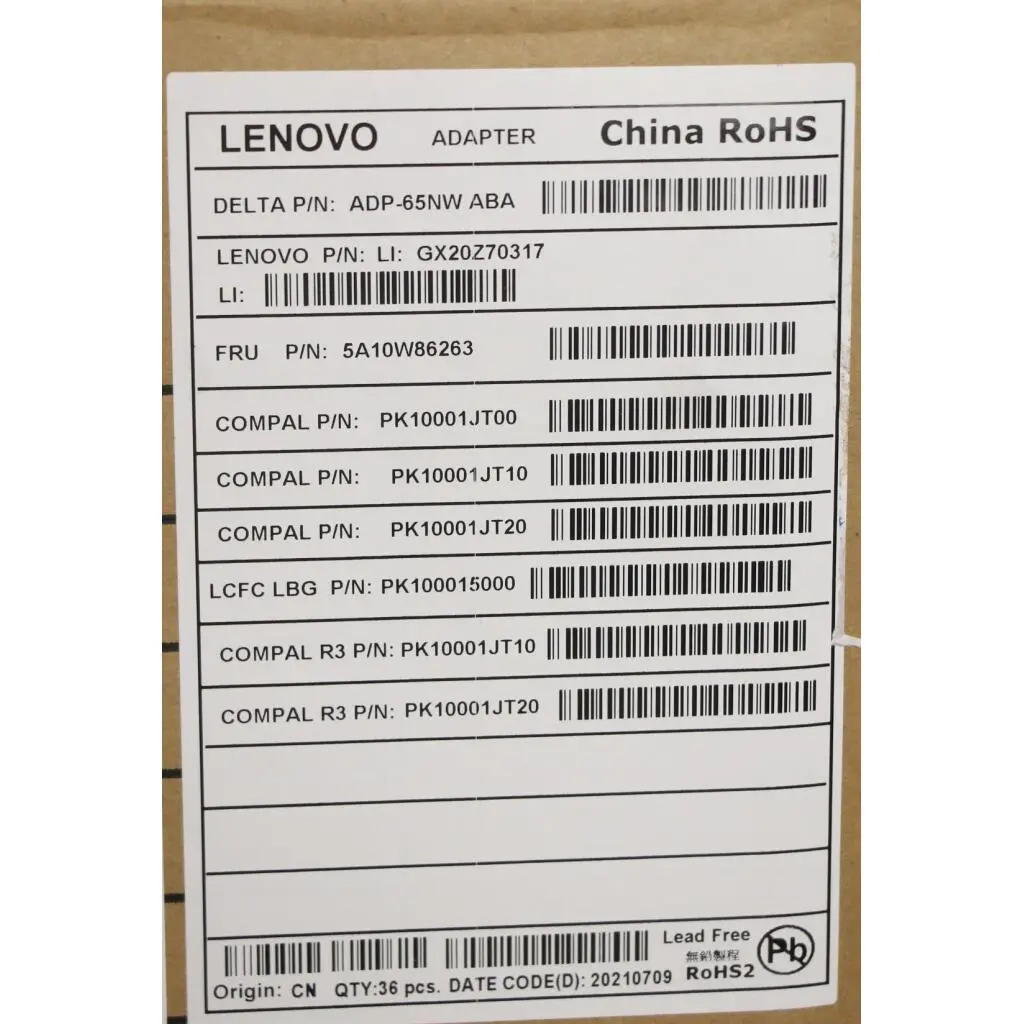 LENOVO ADAPTER China RoHS
DELTA P/N: ADP-65NW ABA
LENOVO P/N: LI: GX20Z70317
LI:
FRU P/N: 5A10W86263
COMPAL P/N: PK10001JT00
COMPAL P/N: PK10001JT10
COMPAL P/N: PK10001JT20
LCFC LBG P/N: PK100015000
COMPAL R3 P/N: PK10001JT10
COMPAL R3 P/N: PK10001JT20
Lead Free
無鉛製程
RoHS2
Pb
Origin: CN QTY:36 pcs. DATE CODE(D): 20210709